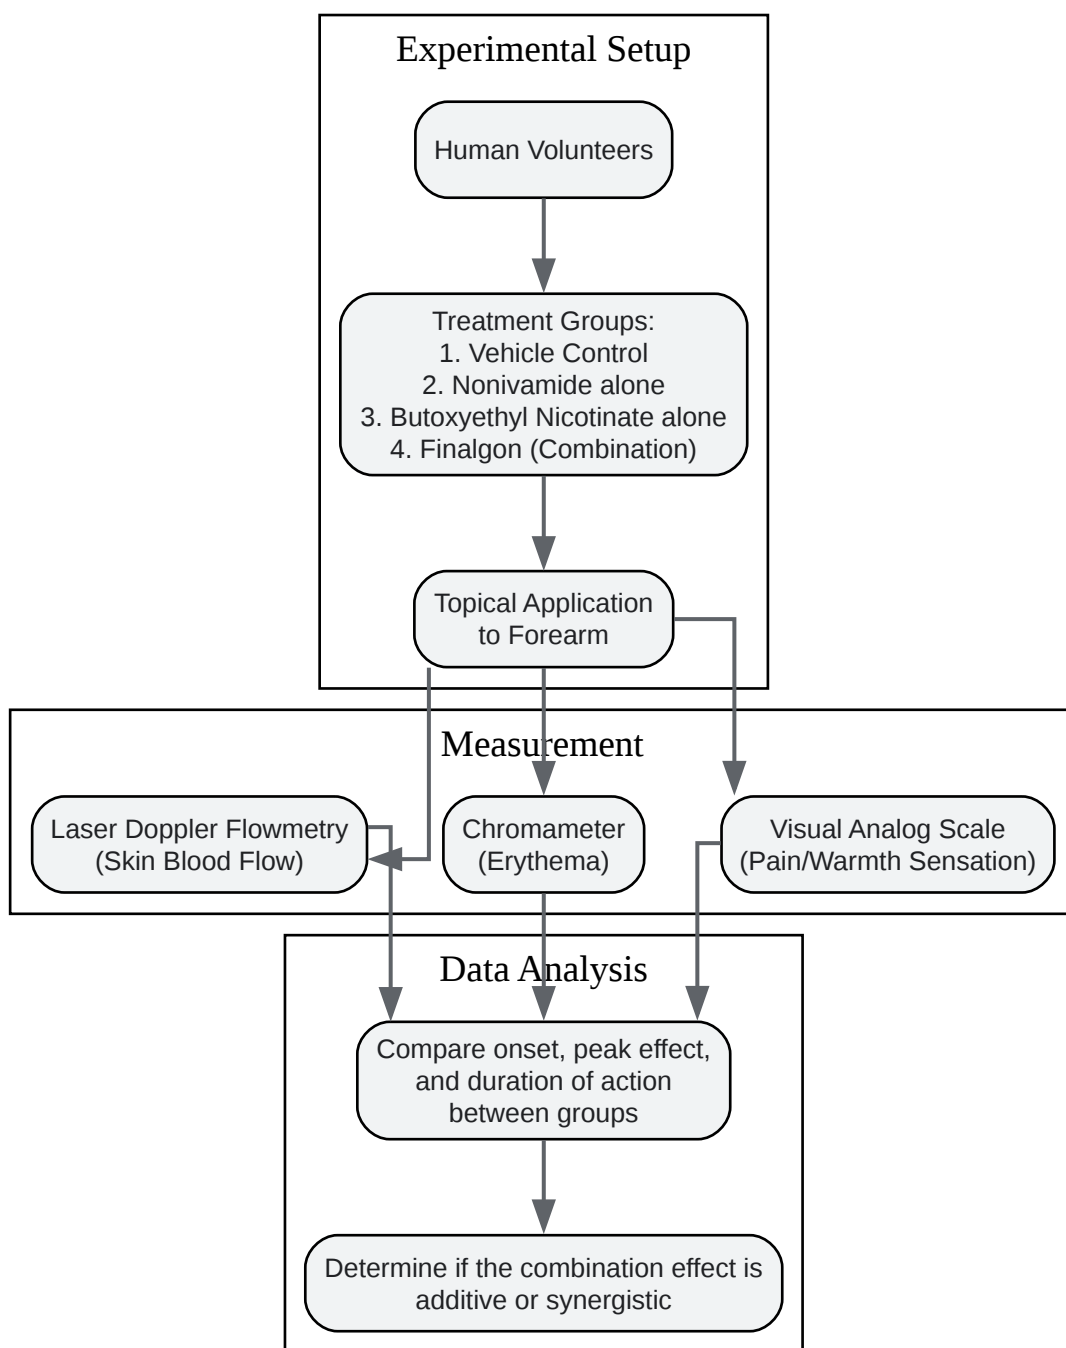 Experimental Setup
Human Volunteers
Treatment Groups:
1. Vehicle Control
2. Nonivamide alone
3. Butoxyethyl Nicotinate alone
4. Finalgon (Combination)
Topical Application
to Forearm
Measurement
Laser Doppler Flowmetry
(Skin Blood Flow)
Chromameter
(Erythema)
Visual Analog Scale
(Pain/Warmth Sensation)
Data Analysis
Compare onset, peak effect,
and duration of action
between groups
Determine if the combination effect is
additive or synergistic